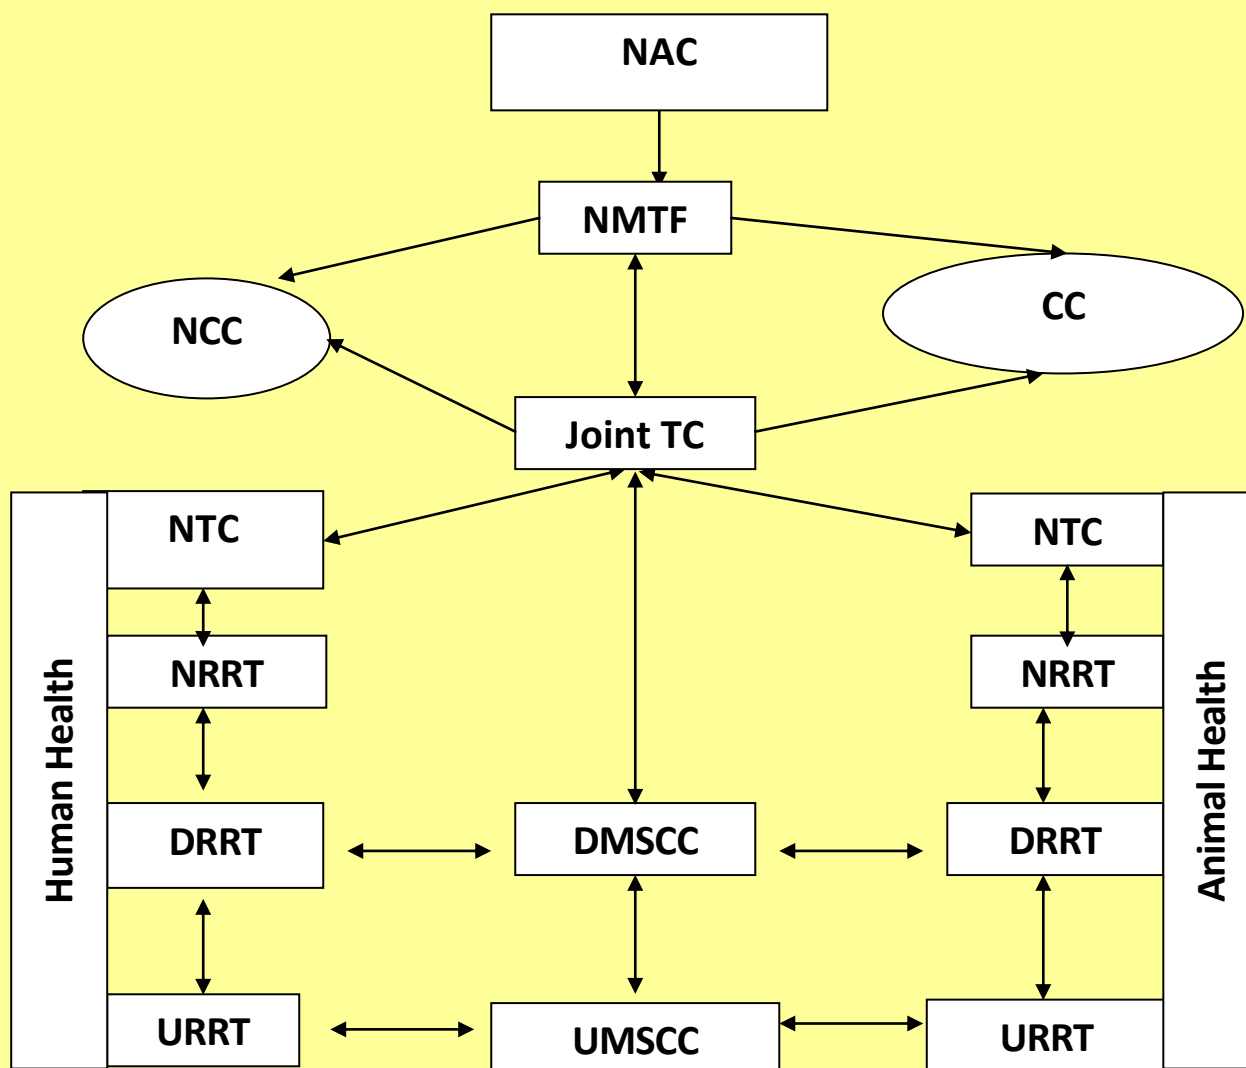 NAC
NMTF
NCC
CC
Joint TC
NTC
NTC
NRRT
NRRT
Human Health
Animal Health
DRRT
DMSCC
DRRT
URRT
UMSCC
URRT